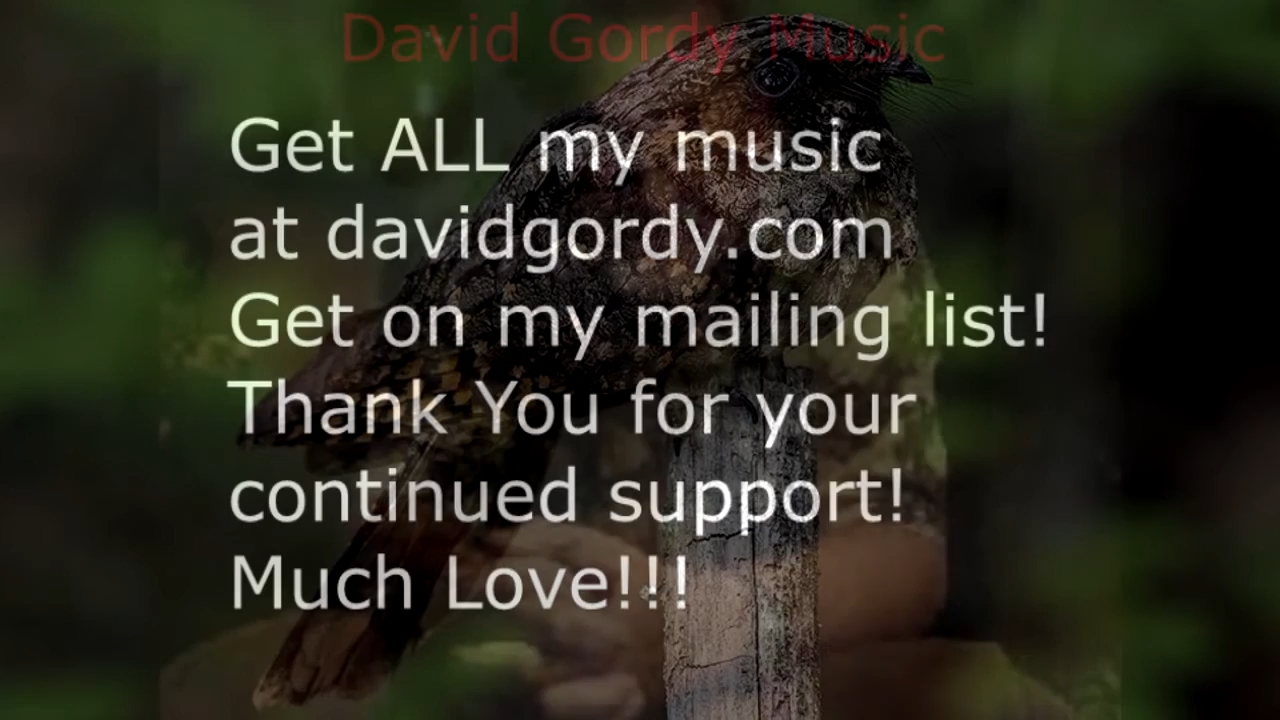 David Gordy Music
Get ALL my music
at davidgordy.com
Get on my mailing list!
Thank You for your
continued support!
Much Love!!!